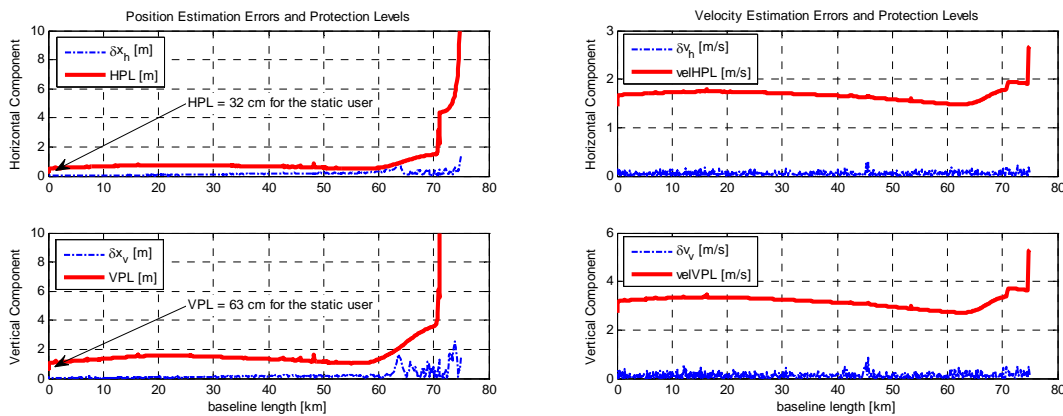 Position Estimation Errors and Protection Levels
Horizontal Component
10
8
6
4
2
0
δx_h [m]
HPL [m]
HPL = 32 cm for the static user
0 10 20 30 40 50 60 70 80
Velocity Estimation Errors and Protection Levels
Horizontal Component
3
2
1
0
δv_h [m/s]
velHPL [m/s]
0 10 20 30 40 50 60 70 80
Vertical Component
10
8
6
4
2
0
δx_v [m]
VPL [m]
VPL = 63 cm for the static user
0 10 20 30 40 50 60 70 80
baseline length [km]
Vertical Component
6
4
2
0
δv_v [m/s]
velVPL [m/s]
0 10 20 30 40 50 60 70 80
baseline length [km]